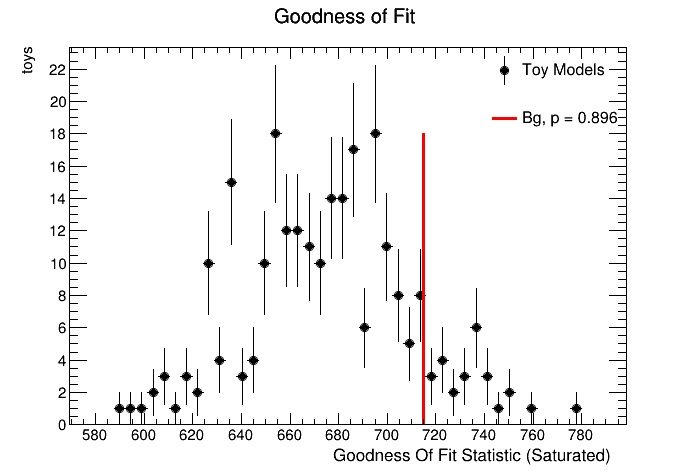 Goodness of Fit
toys
Toy Models
Bg, p = 0.896
22
20
18
16
14
12
10
8
6
4
2
0
580 600 620 640 660 680 700 720 740 760 780
Goodness Of Fit Statistic (Saturated)